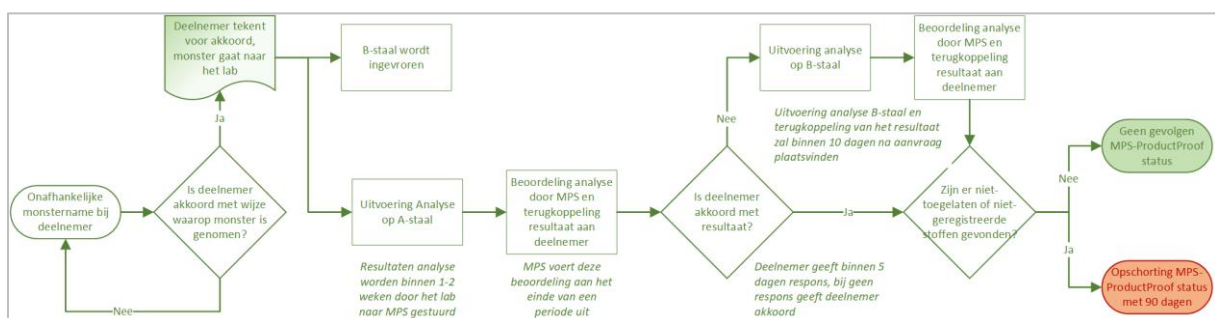 Onafhankelijke
monstername bij
deelnemer
Is deelnemer
akkoord met wijze
waarop monster is
genomen?
Nee
Ja
Deelnemer tekent
voor akkoord,
monster gaat naar
het lab
B-staal wordt
ingevroren
Uitvoering Analyse
op A-staal
Resultaten analyse
worden binnen 1-2
weken door het lab
naar MPS gestuurd
Beoordeling analyse
door MPS en
terugkoppeling
resultaat aan
deelnemer
MPS voert deze
beoordeling aan het
einde van een
periode uit
Is deelnemer
akkoord met
resultaat?
Nee
Ja
Deelnemer geeft binnen 5
dagen respons, bij geen
respons geeft deelnemer
akkoord
Uitvoering analyse
op B-staal
Uitvoering analyse B-staal en
terugkoppeling van het resultaat
zal binnen 10 dagen na aanvraag
plaatsvinden
Beoordeling analyse
door MPS en
terugkoppeling
resultaat aan
deelnemer
Zijn er niet-
toegelaten of niet-
geregistreerde
stoffen gevonden?
Nee
Geen gevolgen
MPS-ProductProof
status
Ja
Opschorting MPS-
ProductProof status
met 90 dagen